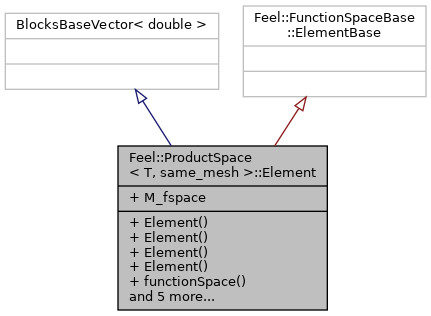 BlocksBaseVector< double >
Feel::FunctionSpaceBase
::ElementBase
Feel::ProductSpace
< T, same_mesh >::Element
+ M_fspace
+ Element()
+ Element()
+ Element()
+ Element()
+ functionSpace()
and 5 more...